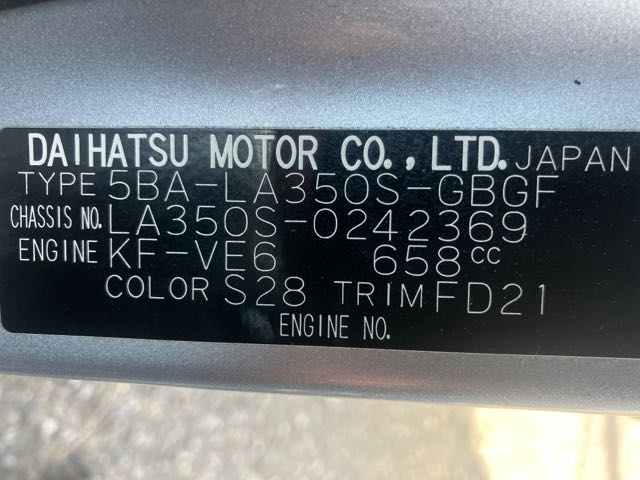 DAIHATSU MOTOR CO.,LTD. JAPAN
TYPE 5BA-LA350S-GBGF
CHASSIS NO. LA350S-0242369
ENGINE KF-VE6 658CC
COLOR S28 TRIM FD21
ENGINE NO.